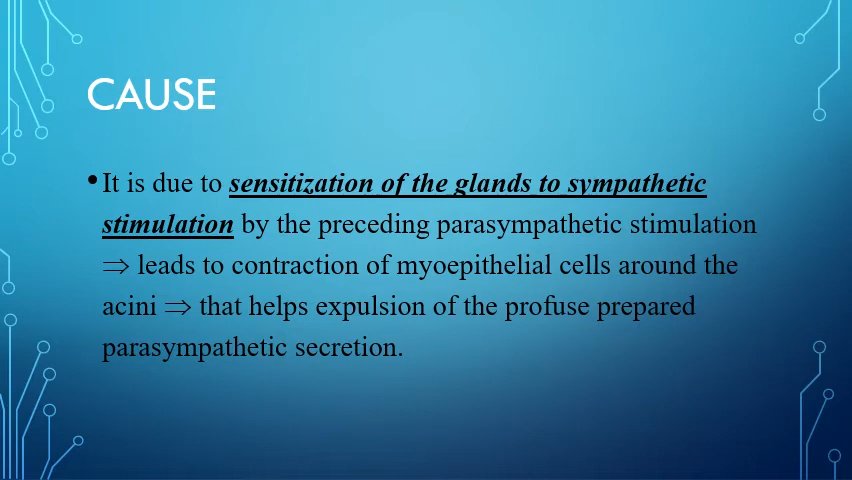 CAUSE
•It is due to sensitization of the glands to sympathetic
stimulation by the preceding parasympathetic stimulation
⇒ leads to contraction of myoepithelial cells around the
acini ⇒ that helps expulsion of the profuse prepared
parasympathetic secretion.